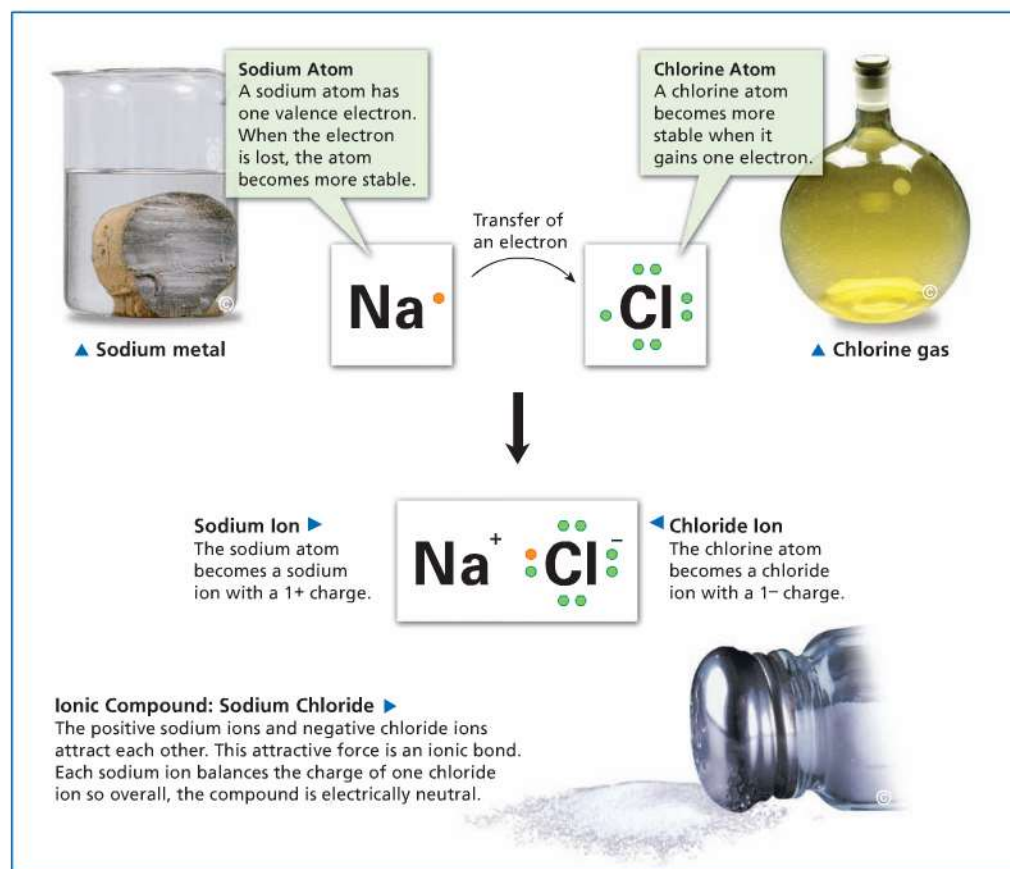 Sodium Atom
A sodium atom has
one valence electron.
When the electron
is lost, the atom
becomes more stable.
Chlorine Atom
A chlorine atom
becomes more
stable when it
gains one electron.
Transfer of
an electron
Na
Cl
▲ Sodium metal
▲ Chlorine gas
©
©
Sodium Ion ▶
The sodium atom
becomes a sodium
ion with a 1+ charge.
Na⁺ Cl⁻
◀ Chloride Ion
The chlorine atom
becomes a chloride
ion with a 1– charge.
Ionic Compound: Sodium Chloride ▶
The positive sodium ions and negative chloride ions
attract each other. This attractive force is an ionic bond.
Each sodium ion balances the charge of one chloride
ion so overall, the compound is electrically neutral.
©